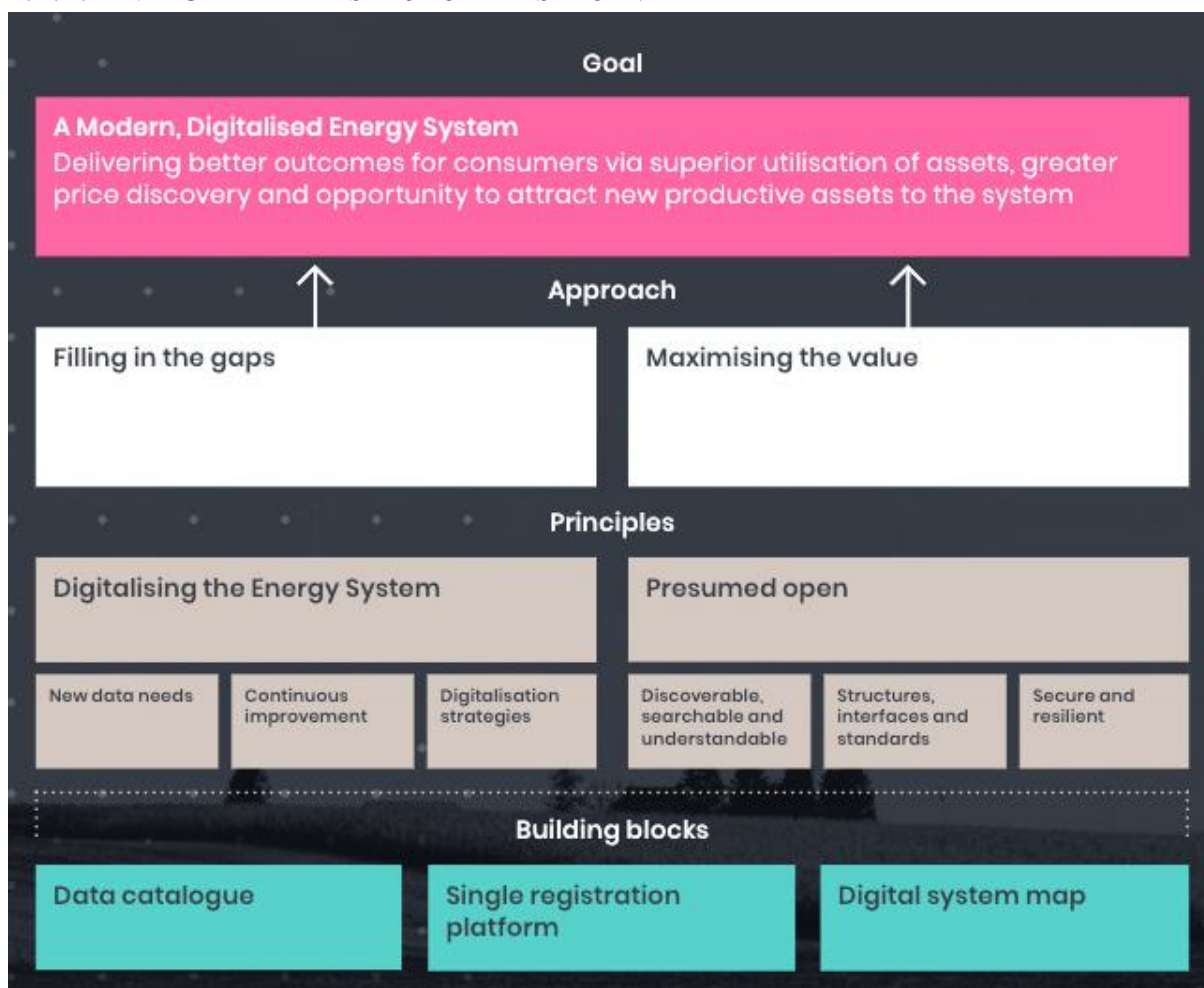 Goal
A Modern, Digitalised Energy System
Delivering better outcomes for consumers via superior utilisation of assets, greater
price discovery and opportunity to attract new productive assets to the system
Approach
Filling in the gaps
Maximising the value
Principles
Digitalising the Energy System
Presumed open
New data needs
Continuous
improvement
Digitalisation
strategies
Discoverable,
searchable and
understandable
Structures,
interfaces and
standards
Secure and
resilient
Building blocks
Data catalogue
Single registration
platform
Digital system map